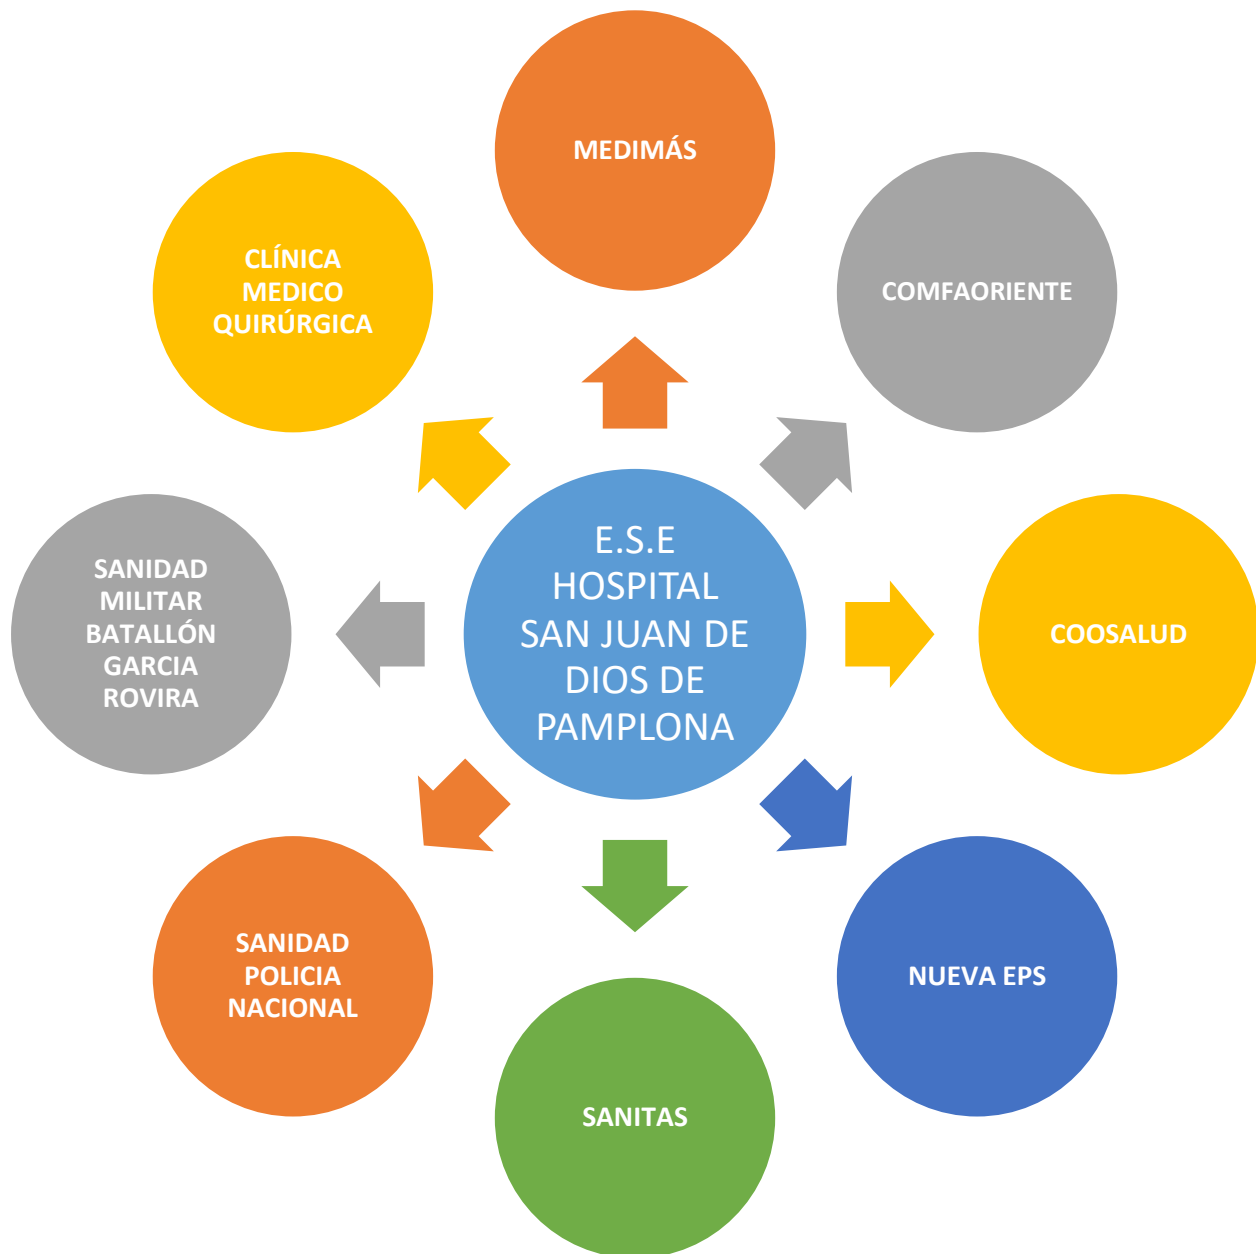 MEDIMÁS
COMFAORIENTE
COOSALUD
NUEVA EPS
SANITAS
SANIDAD
POLICIA
NACIONAL
SANIDAD
MILITAR
BATALLÓN
GARCIA
ROVIRA
CLÍNICA
MEDICO
QUIRÚRGICA
E.S.E
HOSPITAL
SAN JUAN DE
DIOS DE
PAMPLONA